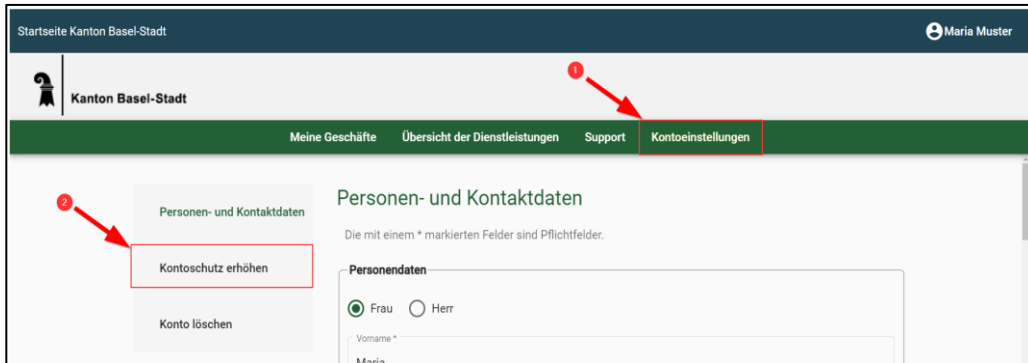 Startseite Kanton Basel-Stadt
Maria Muster
Kanton Basel-Stadt
1
Meine Geschäfte Übersicht der Dienstleistungen Support Kontoeinstellungen
2
Personen- und Kontaktdaten
Kontoschutz erhöhen
Konto löschen
Personen- und Kontaktdaten
Die mit einem * markierten Felder sind Pflichtfelder.
Personendaten
Frau Herr
Vorname *
Maria